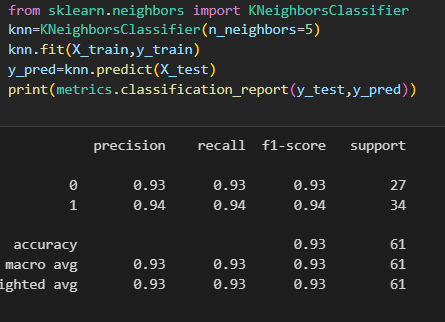 from sklearn.neighbors import KNeighborsClassifier
knn=KNeighborsClassifier(n_neighbors=5)
knn.fit(X_train,y_train)
y_pred=knn.predict(X_test)
print(metrics.classification_report(y_test,y_pred))
precision recall f1-score support
0 0.93 0.93 0.93 27
1 0.94 0.94 0.94 34
accuracy 0.93 61
macro avg 0.93 0.93 0.93 61
ighted avg 0.93 0.93 0.93 61